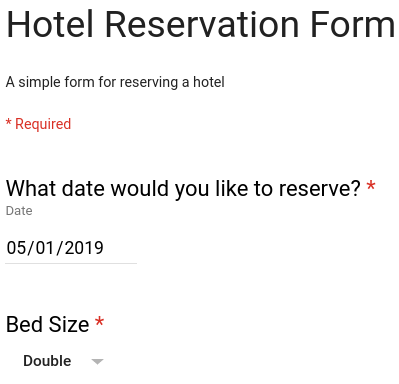 Hotel Reservation Form
A simple form for reserving a hotel
* Required
What date would you like to reserve? *
Date
05/01/2019
Bed Size *
Double